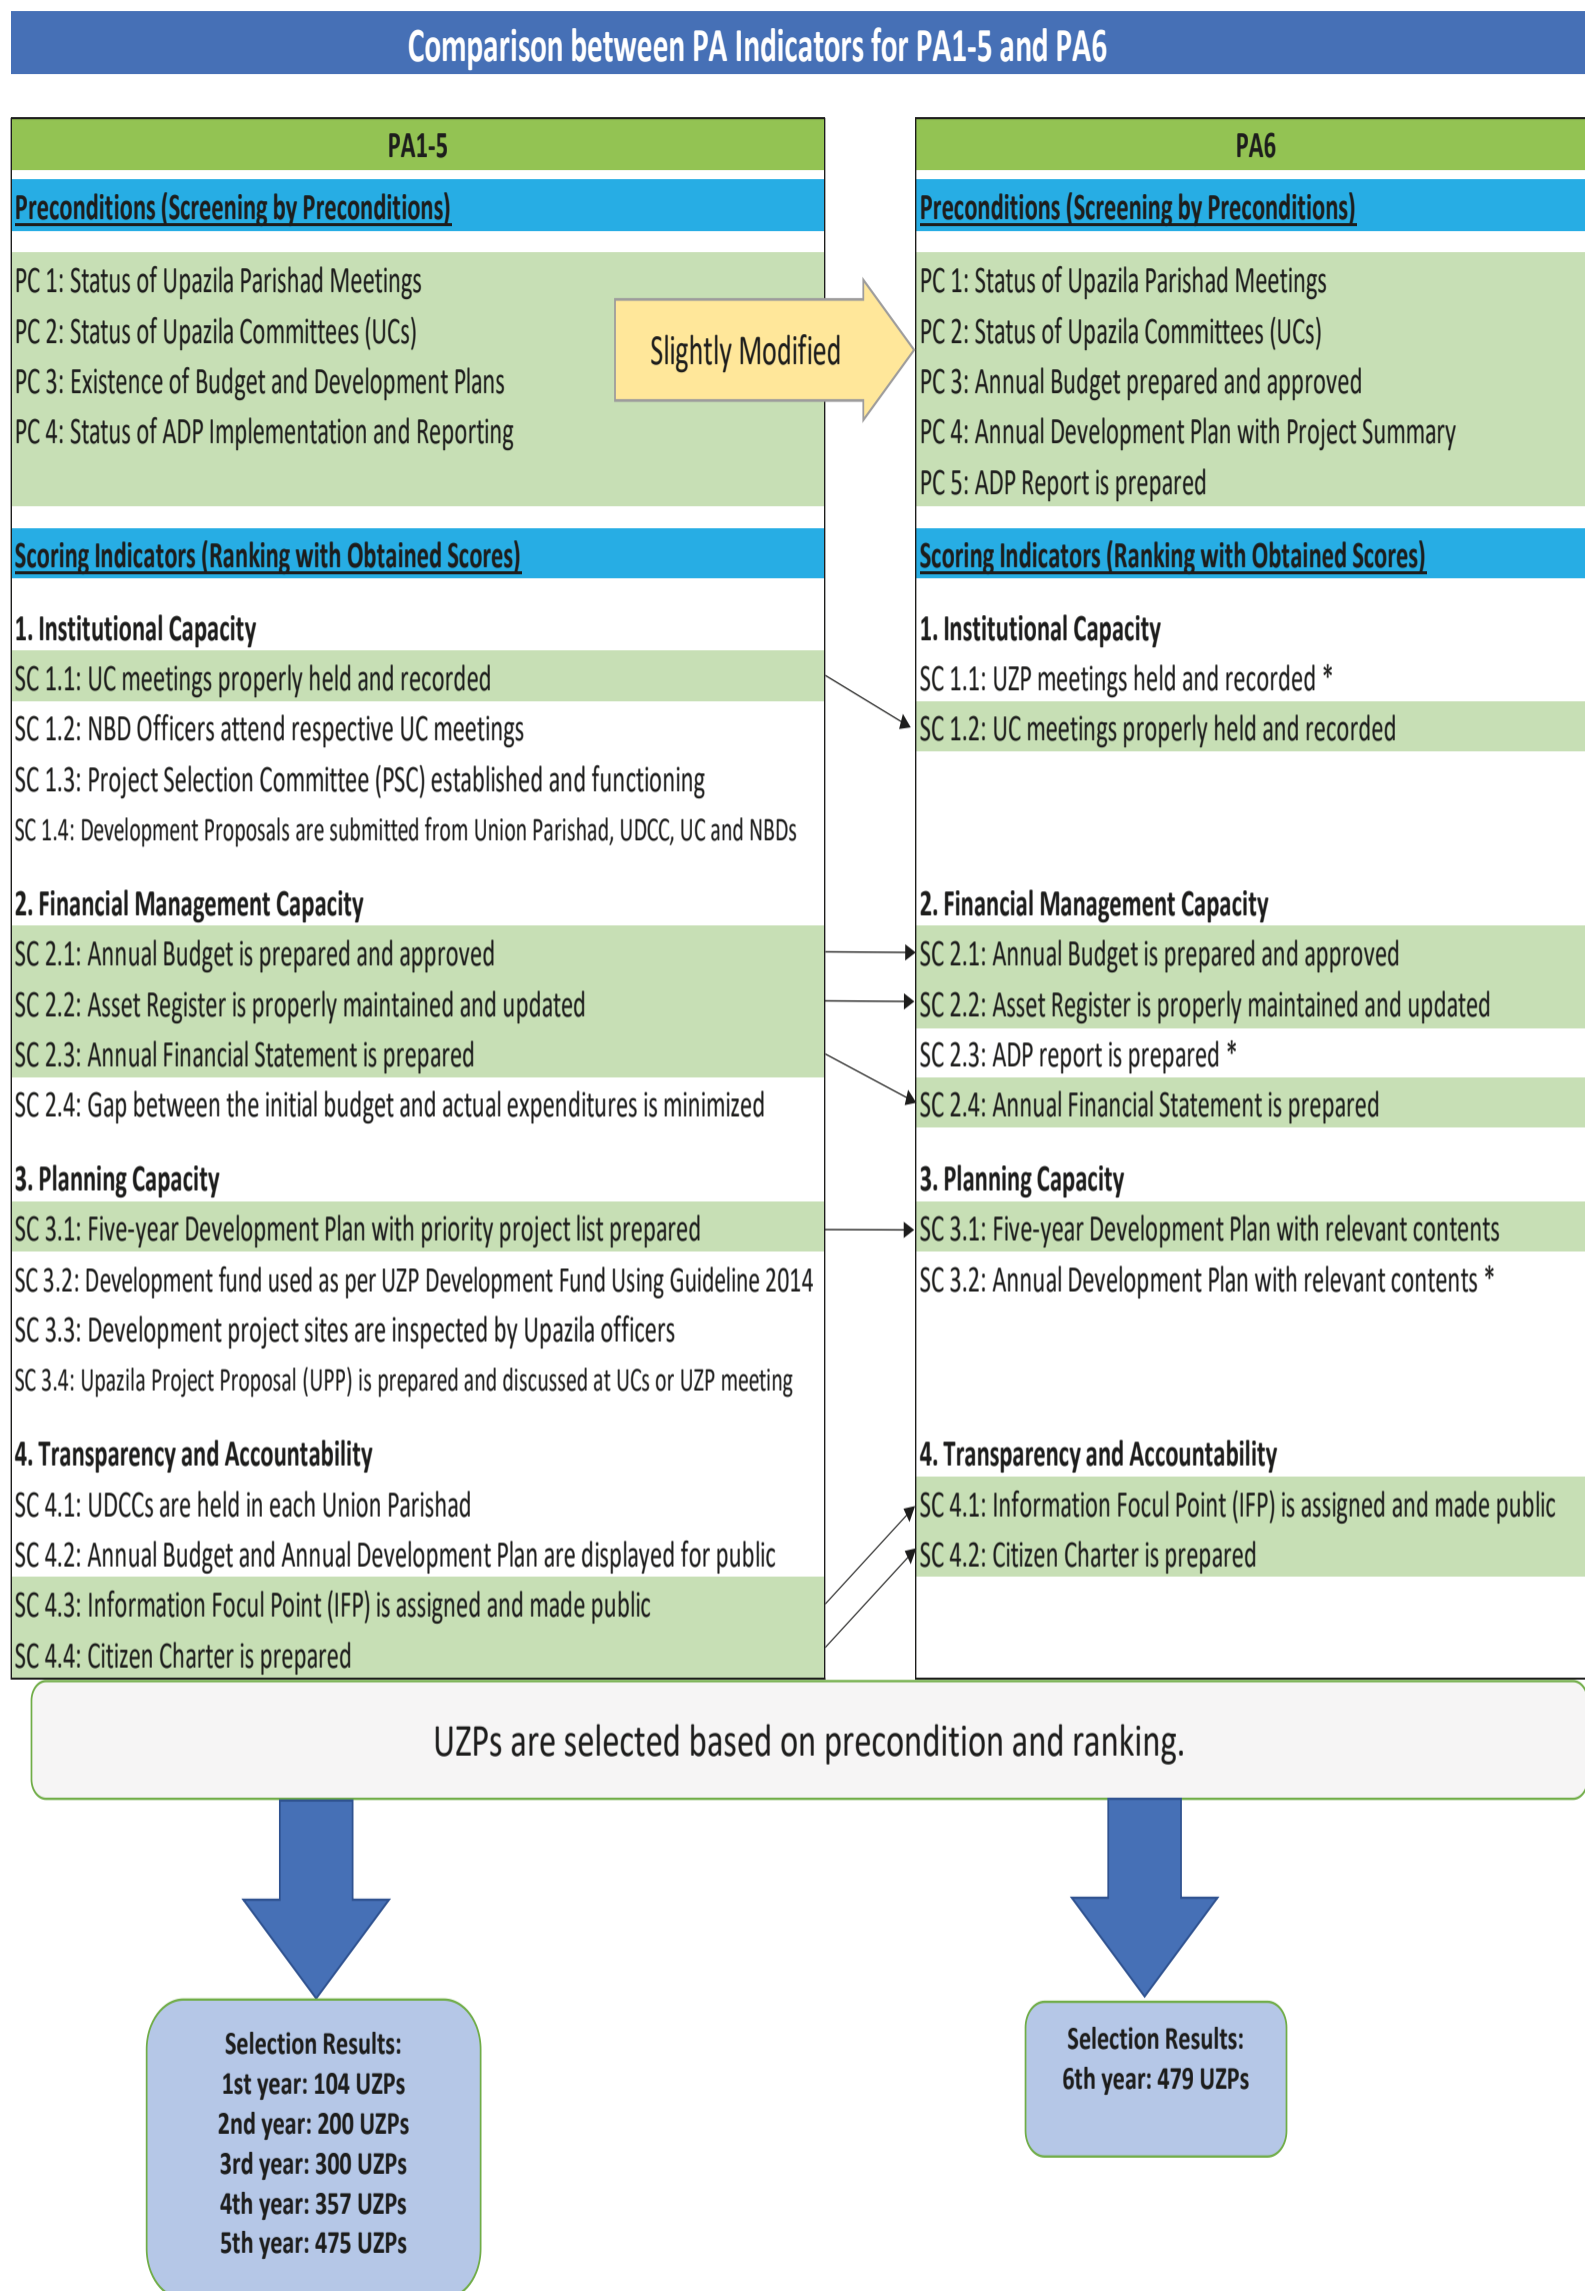 Comparison between PA Indicators for PA1-5 and PA6
PA1-5
Preconditions (Screening by Preconditions)
PC 1: Status of Upazila Parishad Meetings
PC 2: Status of Upazila Committees (UCs)
PC 3: Existence of Budget and Development Plans
PC 4: Status of ADP Implementation and Reporting
Scoring Indicators (Ranking with Obtained Scores)
1. Institutional Capacity
SC 1.1: UC meetings properly held and recorded
SC 1.2: NBD Officers attend respective UC meetings
SC 1.3: Project Selection Committee (PSC) established and functioning
SC 1.4: Development Proposals are submitted from Union Parishad, UDCC, UC and NBDs
2. Financial Management Capacity
SC 2.1: Annual Budget is prepared and approved
SC 2.2: Asset Register is properly maintained and updated
SC 2.3: Annual Financial Statement is prepared
SC 2.4: Gap between the initial budget and actual expenditures is minimized
3. Planning Capacity
SC 3.1: Five-year Development Plan with priority project list prepared
SC 3.2: Development fund used as per UZP Development Fund Using Guideline 2014
SC 3.3: Development project sites are inspected by Upazila officers
SC 3.4: Upazila Project Proposal (UPP) is prepared and discussed at UCs or UZP meeting
4. Transparency and Accountability
SC 4.1: UDCCs are held in each Union Parishad
SC 4.2: Annual Budget and Annual Development Plan are displayed for public
SC 4.3: Information Focul Point (IFP) is assigned and made public
SC 4.4: Citizen Charter is prepared
Slightly Modified
PA6
Preconditions (Screening by Preconditions)
PC 1: Status of Upazila Parishad Meetings
PC 2: Status of Upazila Committees (UCs)
PC 3: Annual Budget prepared and approved
PC 4: Annual Development Plan with Project Summary
PC 5: ADP Report is prepared
Scoring Indicators (Ranking with Obtained Scores)
1. Institutional Capacity
SC 1.1: UZP meetings held and recorded *
SC 1.2: UC meetings properly held and recorded
2. Financial Management Capacity
SC 2.1: Annual Budget is prepared and approved
SC 2.2: Asset Register is properly maintained and updated
SC 2.3: ADP report is prepared *
SC 2.4: Annual Financial Statement is prepared
3. Planning Capacity
SC 3.1: Five-year Development Plan with relevant contents
SC 3.2: Annual Development Plan with relevant contents *
4. Transparency and Accountability
SC 4.1: Information Focul Point (IFP) is assigned and made public
SC 4.2: Citizen Charter is prepared
UZPs are selected based on precondition and ranking.
Selection Results:
1st year: 104 UZPs
2nd year: 200 UZPs
3rd year: 300 UZPs
4th year: 357 UZPs
5th year: 475 UZPs
Selection Results:
6th year: 479 UZPs